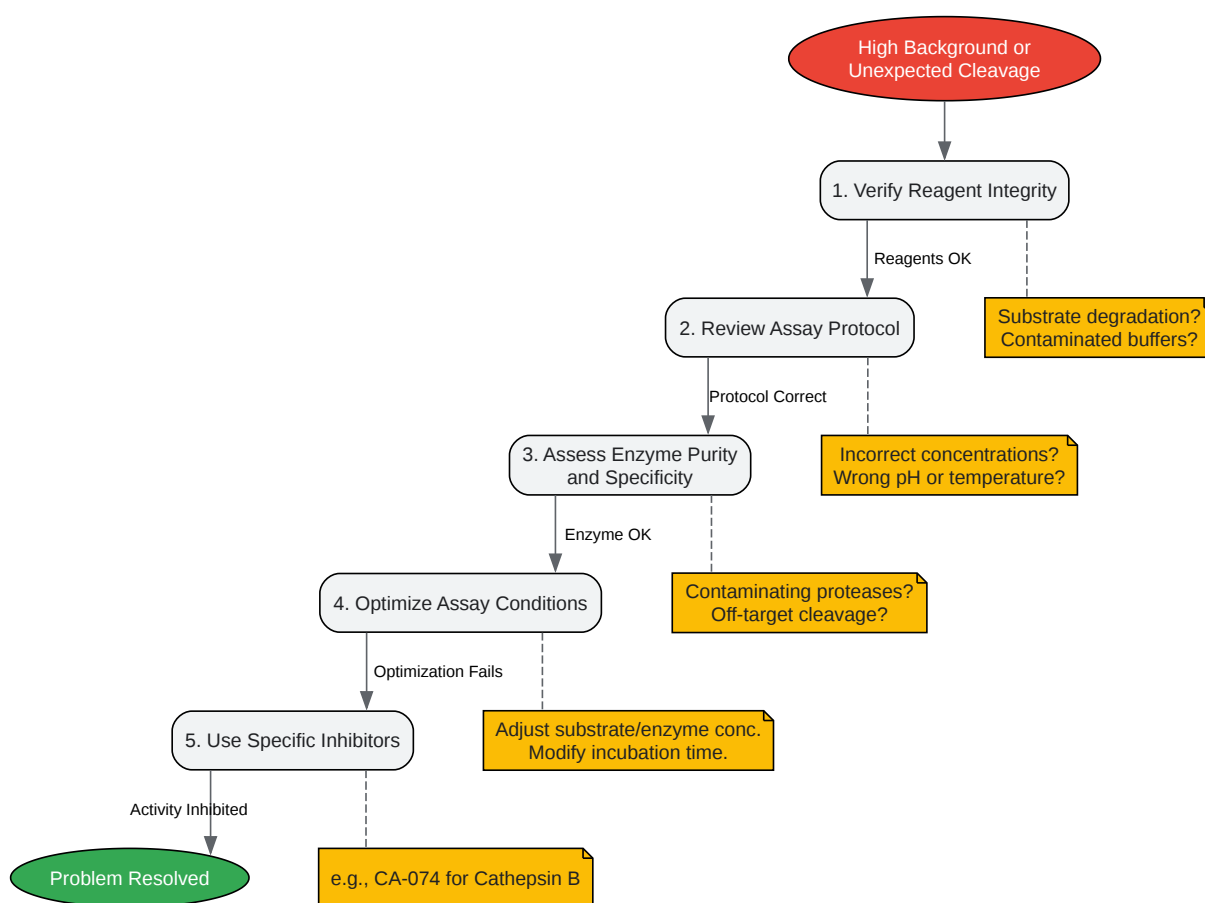 High Background or
Unexpected Cleavage
1. Verify Reagent Integrity
Reagents OK
2. Review Assay Protocol
Substrate degradation?
Contaminated buffers?
Protocol Correct
3. Assess Enzyme Purity
and Specificity
Incorrect concentrations?
Wrong pH or temperature?
Enzyme OK
4. Optimize Assay Conditions
Contaminating proteases?
Off-target cleavage?
Optimization Fails
5. Use Specific Inhibitors
Adjust substrate/enzyme conc.
Modify incubation time.
Activity Inhibited
Problem Resolved
e.g., CA-074 for Cathepsin B